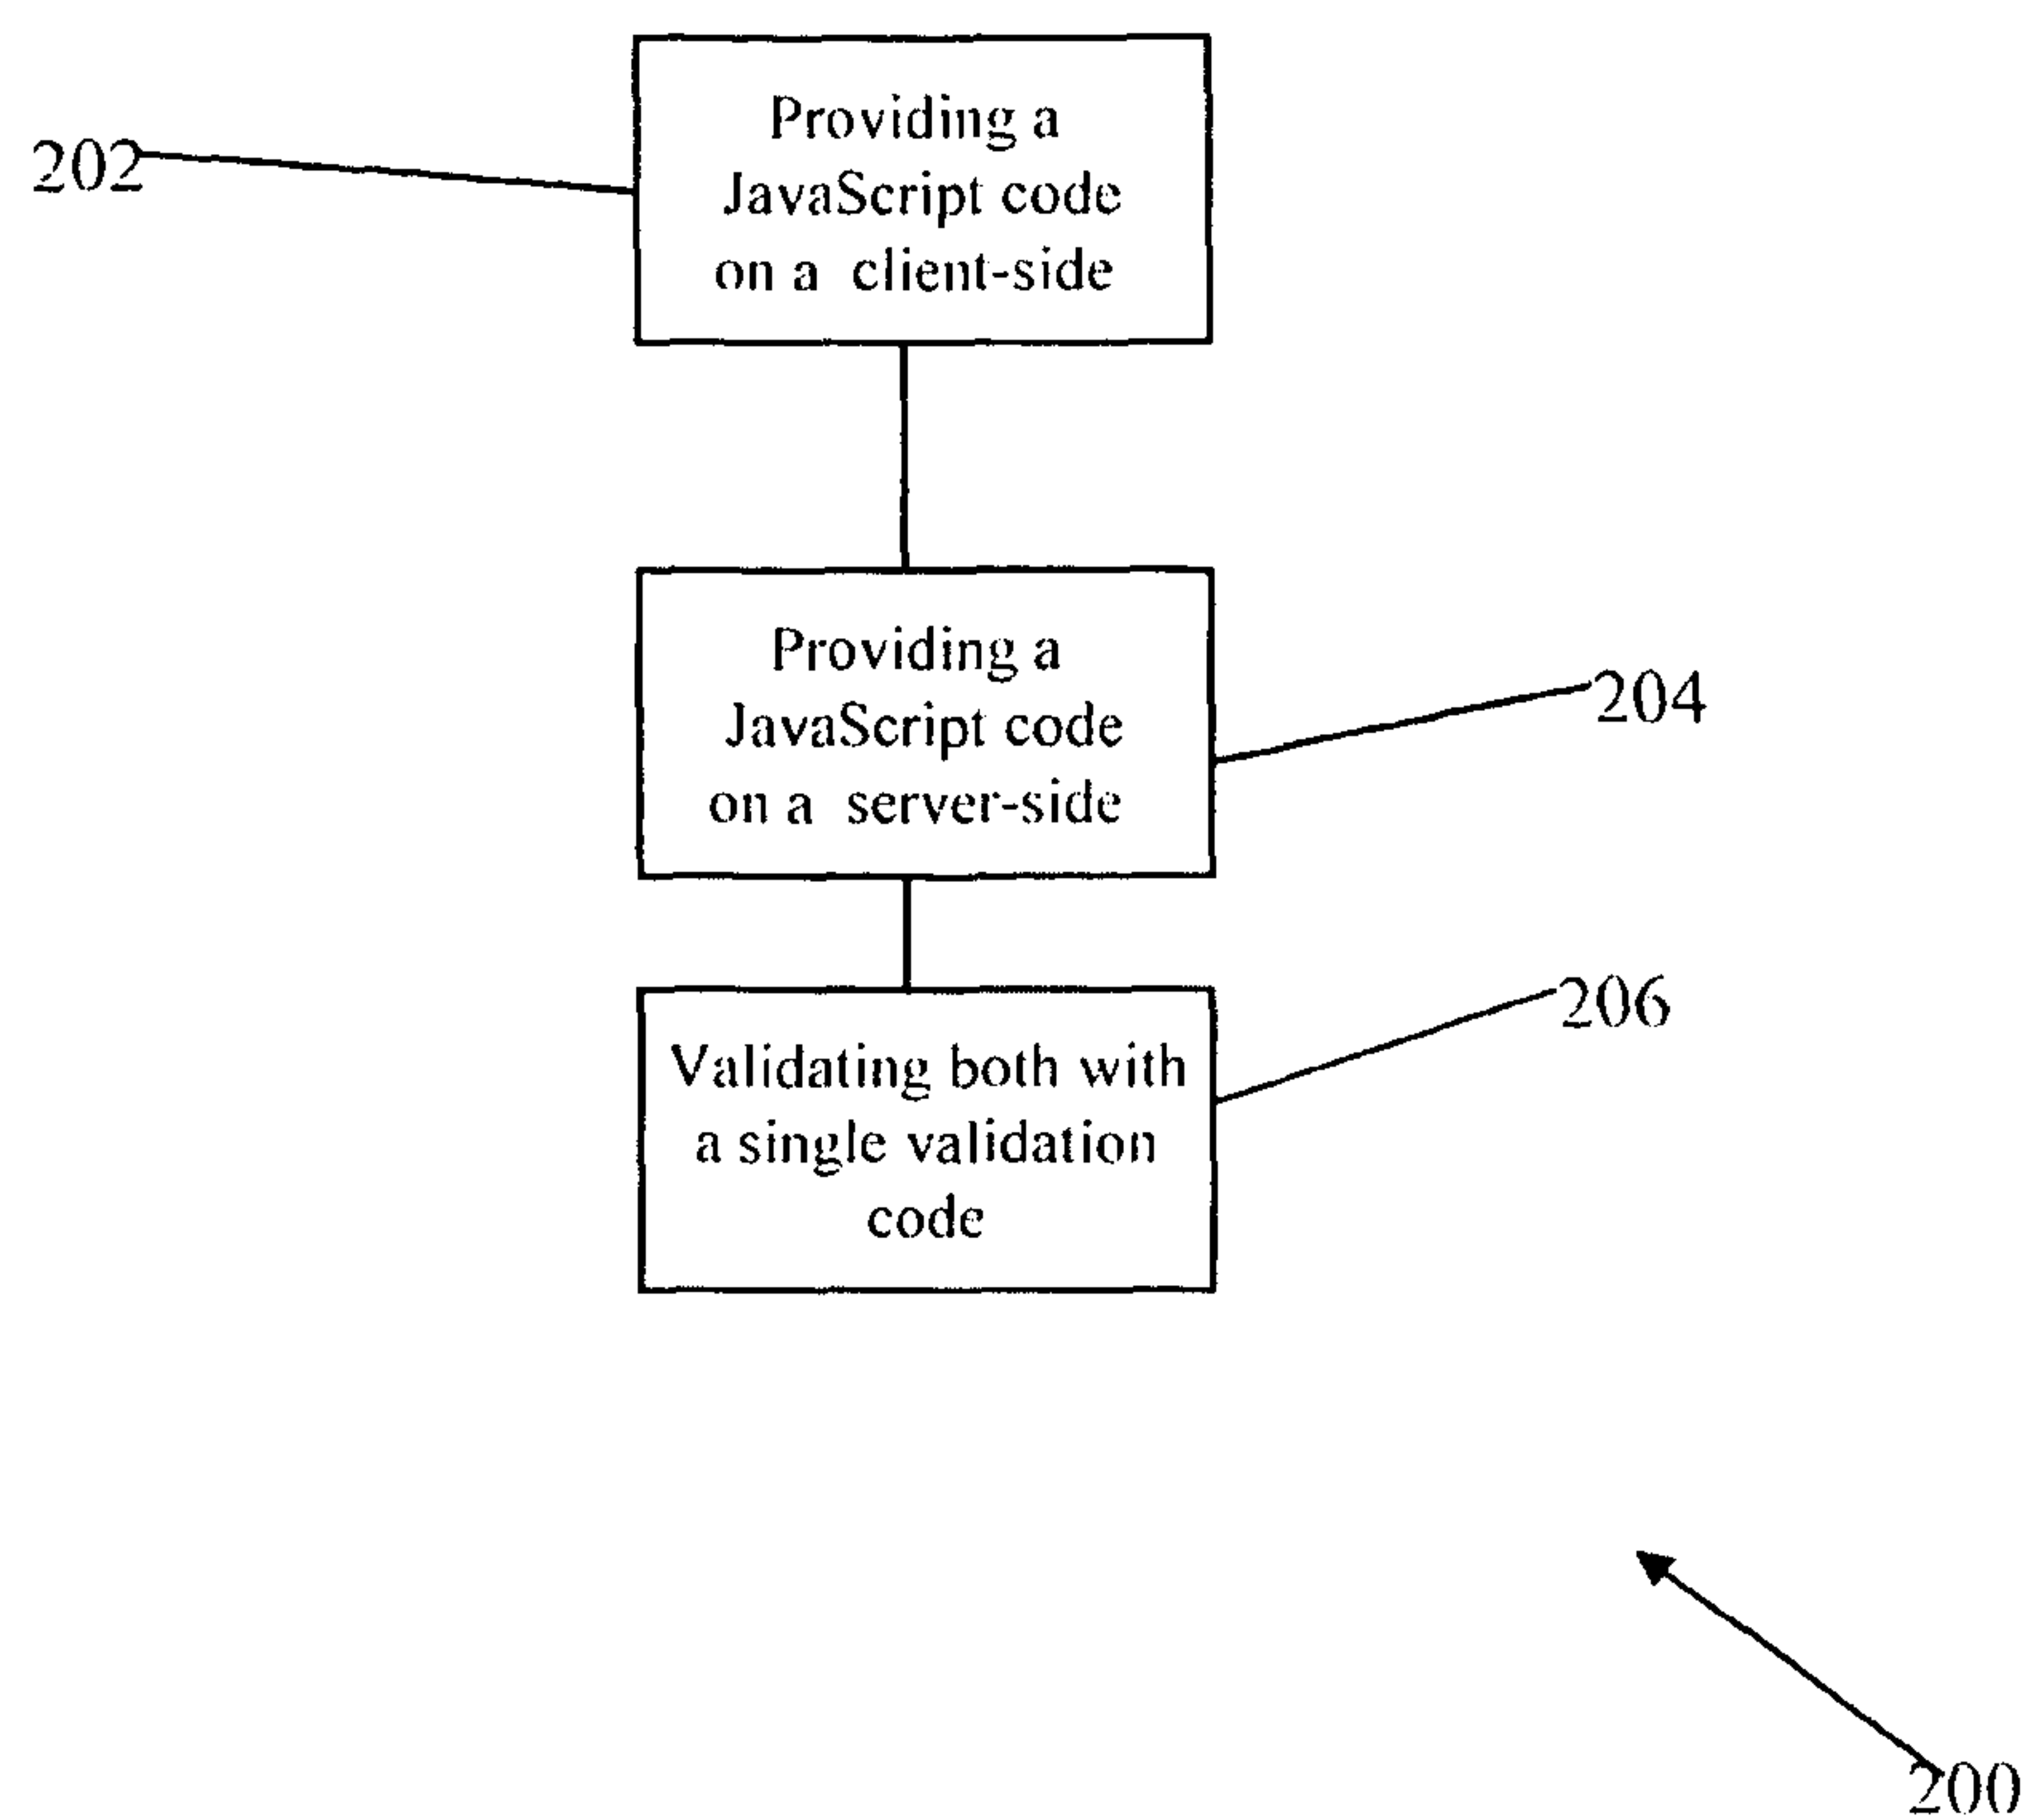 Providing a
JavaScript code
on a client-side
202
Providing a
JavaScript code
on a server-side
204
Validating both with
a single validation
code
206
200